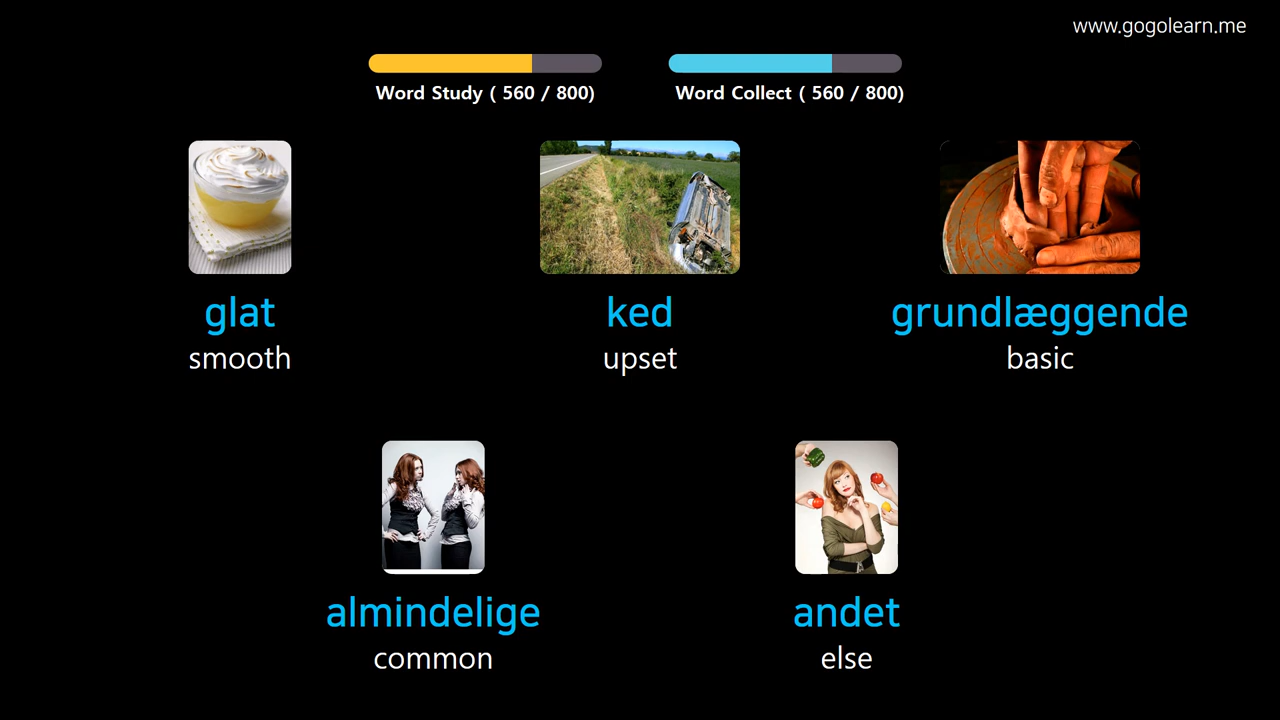 www.gogolearn.me
Word Study ( 560 / 800)
Word Collect ( 560 / 800)
glat
smooth
ked
upset
grundlæggende
basic
almindelige
common
andet
else